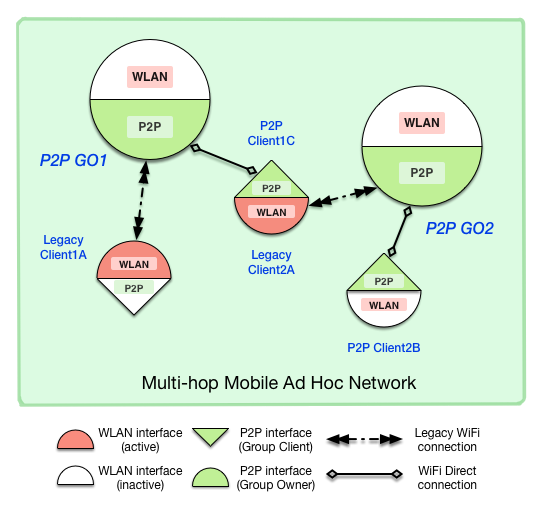 WLAN
P2P
P2P GO1
P2P
Client1C
WLAN
P2P
P2P GO2
P2P
WLAN
Legacy
Client2A
Legacy
Client1A
WLAN
P2P
P2P
WLAN
P2P Client2B
Multi-hop Mobile Ad Hoc Network
WLAN interface
(active)
P2P interface
(Group Client)
Legacy WiFi
connection
WLAN interface
(inactive)
P2P interface
(Group Owner)
WiFi Direct
connection